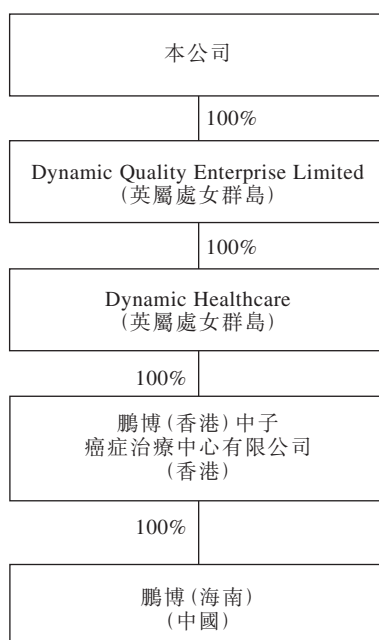 本公司
100%
Dynamic Quality Enterprise Limited
(英屬處女群島)
100%
Dynamic Healthcare
(英屬處女群島)
100%
鵬博(香港)中子
癌症治療中心有限公司
(香港)
100%
鵬博(海南)
(中國)